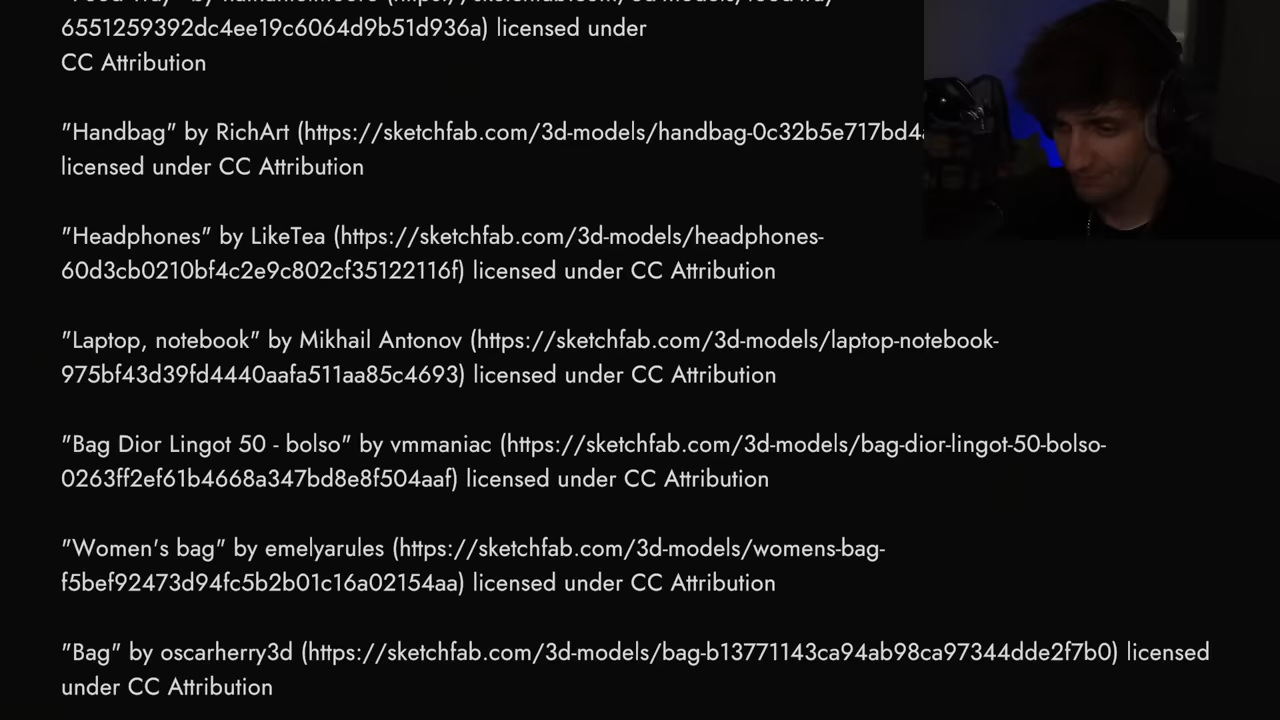 6551259392dc4ee19c6064d9b51d936a) licensed under
CC Attribution
"Handbag" by RichArt (https://sketchfab.com/3d-models/handbag-0c32b5e717bd4a
licensed under CC Attribution
"Headphones" by LikeTea (https://sketchfab.com/3d-models/headphones-
60d3cb0210bf4c2e9c802cf35122116f) licensed under CC Attribution
"Laptop, notebook" by Mikhail Antonov (https://sketchfab.com/3d-models/laptop-notebook-
975bf43d39fd4440aafa511aa85c4693) licensed under CC Attribution
"Bag Dior Lingot 50 - bolso" by vmmaniac (https://sketchfab.com/3d-models/bag-dior-lingot-50-bolso-
0263ff2ef61b4668a347bd8e8f504aaf) licensed under CC Attribution
"Women's bag" by emelyarules (https://sketchfab.com/3d-models/womens-bag-
f5bef92473d94fc5b2b01c16a02154aa) licensed under CC Attribution
"Bag" by oscarherry3d (https://sketchfab.com/3d-models/bag-b13771143ca94ab98ca97344dde2f7b0) licensed
under CC Attribution